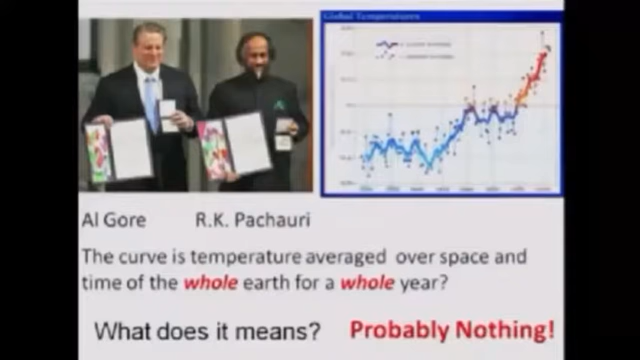 Global Temperatures
Al Gore R.K. Pachauri
The curve is temperature averaged over space and
time of the whole earth for a whole year?
What does it means? Probably Nothing!